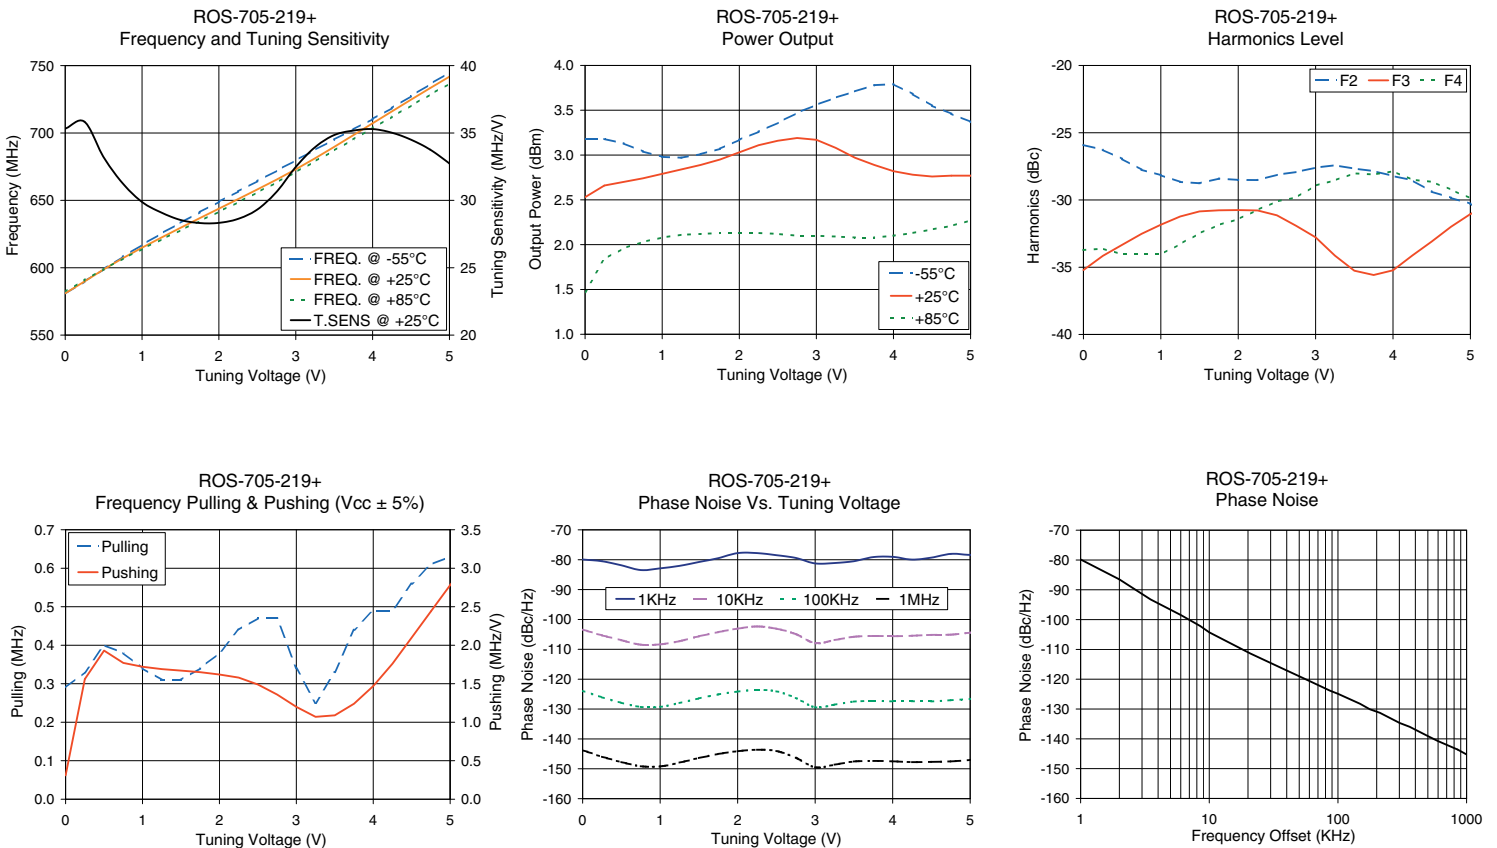 ROS-705-219+
Frequency and Tuning Sensitivity
750
700
650
600
550
40
35
30
25
20
Frequency (MHz)
Tuning Sensitivity (MHz/V)
FREQ. @ -55°C
FREQ. @ +25°C
FREQ. @ +85°C
T.SENS @ +25°C
0 1 2 3 4 5
Tuning Voltage (V)
ROS-705-219+
Power Output
4.0
3.5
3.0
2.5
2.0
1.5
1.0
Output Power (dBm)
-55°C
+25°C
+85°C
0 1 2 3 4 5
Tuning Voltage (V)
ROS-705-219+
Harmonics Level
-20
-25
-30
-35
-40
Harmonics (dBc)
F2 F3 F4
0 1 2 3 4 5
Tuning Voltage (V)
ROS-705-219+
Frequency Pulling & Pushing (Vcc ± 5%)
0.7
0.6
0.5
0.4
0.3
0.2
0.1
0.0
3.5
3.0
2.5
2.0
1.5
1.0
0.5
0.0
Pulling (MHz)
Pushing (MHz/V)
Pulling
Pushing
0 1 2 3 4 5
Tuning Voltage (V)
ROS-705-219+
Phase Noise Vs. Tuning Voltage
-70
-80
-90
-100
-110
-120
-130
-140
-150
-160
Phase Noise (dBc/Hz)
1KHz 10KHz 100KHz 1MHz
0 1 2 3 4 5
Tuning Voltage (V)
ROS-705-219+
Phase Noise
-70
-80
-90
-100
-110
-120
-130
-140
-150
-160
Phase Noise (dBc/Hz)
1 10 100 1000
Frequency Offset (KHz)